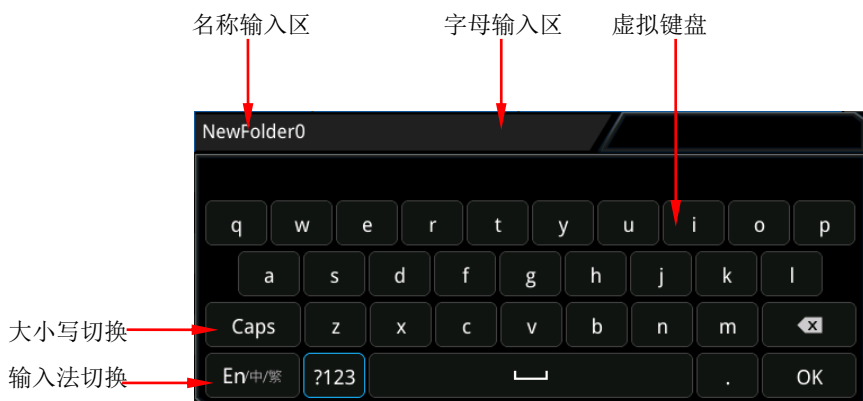 名称输入区 字母输入区 虚拟键盘
NewFolder0
q w e r t y u i o p
a s d f g h j k l
大小写切换 Caps z x c v b n m
输入法切换 En/中/繁 ?123 . OK